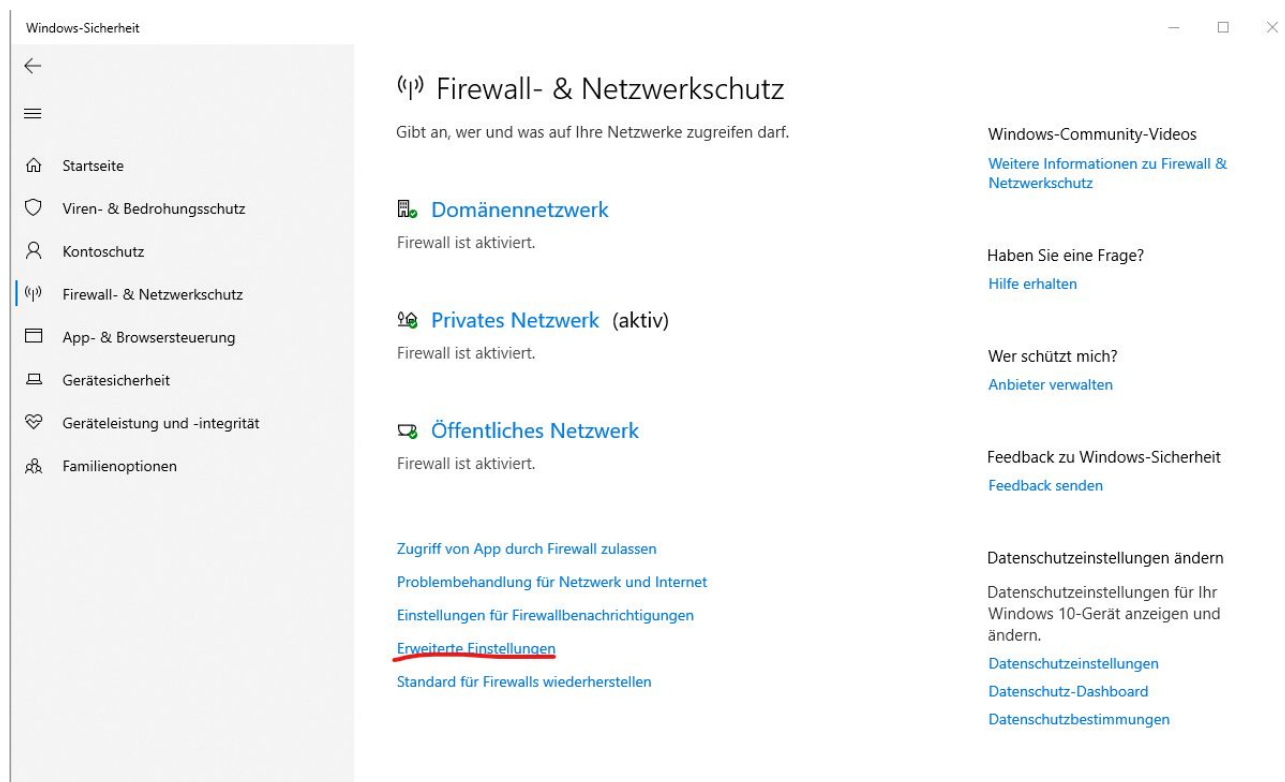 Windows-Sicherheit
Startseite
Viren- & Bedrohungsschutz
Kontoschutz
Firewall- & Netzwerkschutz
App- & Browsersteuerung
Gerätesicherheit
Geräteleistung und -integrität
Familienoptionen
Firewall- & Netzwerkschutz
Gibt an, wer und was auf Ihre Netzwerke zugreifen darf.
Domänennetzwerk
Firewall ist aktiviert.
Privates Netzwerk (aktiv)
Firewall ist aktiviert.
Öffentliches Netzwerk
Firewall ist aktiviert.
Zugriff von App durch Firewall zulassen
Problembehandlung für Netzwerk und Internet
Einstellungen für Firewallbenachrichtigungen
Erweiterte Einstellungen
Standard für Firewalls wiederherstellen
Windows-Community-Videos
Weitere Informationen zu Firewall &
Netzwerkschutz
Haben Sie eine Frage?
Hilfe erhalten
Wer schützt mich?
Anbieter verwalten
Feedback zu Windows-Sicherheit
Feedback senden
Datenschutzeinstellungen ändern
Datenschutzeinstellungen für Ihr
Windows 10-Gerät anzeigen und
ändern.
Datenschutzeinstellungen
Datenschutz-Dashboard
Datenschutzbestimmungen